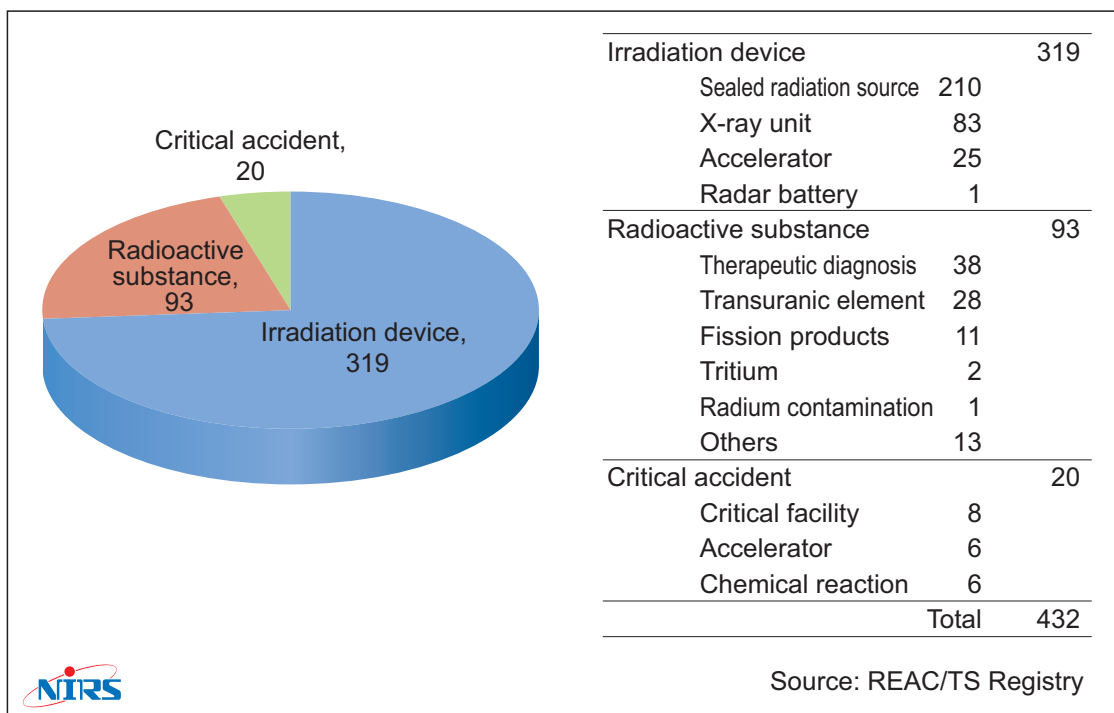 Critical accident,
20
Radioactive
substance,
93
Irradiation device,
319
Irradiation device 319
Sealed radiation source 210
X-ray unit 83
Accelerator 25
Radar battery 1
Radioactive substance 93
Therapeutic diagnosis 38
Transuranic element 28
Fission products 11
Tritium 2
Radium contamination 1
Others 13
Critical accident 20
Critical facility 8
Accelerator 6
Chemical reaction 6
Total 432
NIRS
Source: REAC/TS Registry